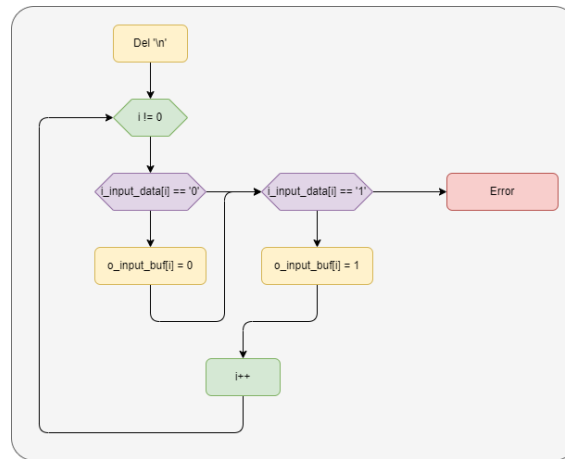 Del '\n'
i != 0
i_input_data[i] == '0'
i_input_data[i] == '1'
Error
o_input_buf[i] = 0
o_input_buf[i] = 1
i++